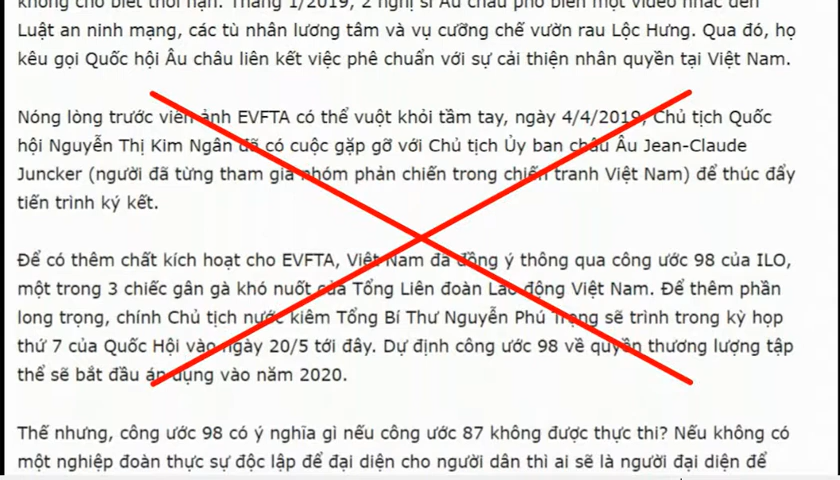 không cho biết thời hạn. Tháng 1/2019, 2 nghị sĩ Âu châu phổ biến một video nhắc đến
Luật an ninh mạng, các tù nhân lương tâm và vụ cưỡng chế vườn rau Lộc Hưng. Qua đó, họ
kêu gọi Quốc hội Âu châu liên kết việc phê chuẩn với sự cải thiện nhân quyền tại Việt Nam.
Nóng lòng trước viễn ảnh EVFTA có thể vuột khỏi tầm tay, ngày 4/4/2019, Chủ tịch Quốc
hội Nguyễn Thị Kim Ngân đã có cuộc gặp gỡ với Chủ tịch Ủy ban châu Âu Jean-Claude
Juncker (người đã từng tham gia nhóm phản chiến trong chiến tranh Việt Nam) để thúc đẩy
tiến trình ký kết.
Để có thêm chất kích hoạt cho EVFTA, Việt Nam đã đồng ý thông qua công ước 98 của ILO,
một trong 3 chiếc gân gà khó nuốt của Tổng Liên đoàn Lao động Việt Nam. Để thêm phần
long trọng, chính Chủ tịch nước kiêm Tổng Bí Thư Nguyễn Phú Trọng sẽ trình trong kỳ họp
thứ 7 của Quốc Hội vào ngày 20/5 tới đây. Dự định công ước 98 về quyền thương lượng tập
thể sẽ bắt đầu áp dụng vào năm 2020.
Thế nhưng, công ước 98 có ý nghĩa gì nếu công ước 87 không được thực thi? Nếu không có
một nghiệp đoàn thực sự độc lập để đại diện cho người dân thì ai sẽ là người đại diện để